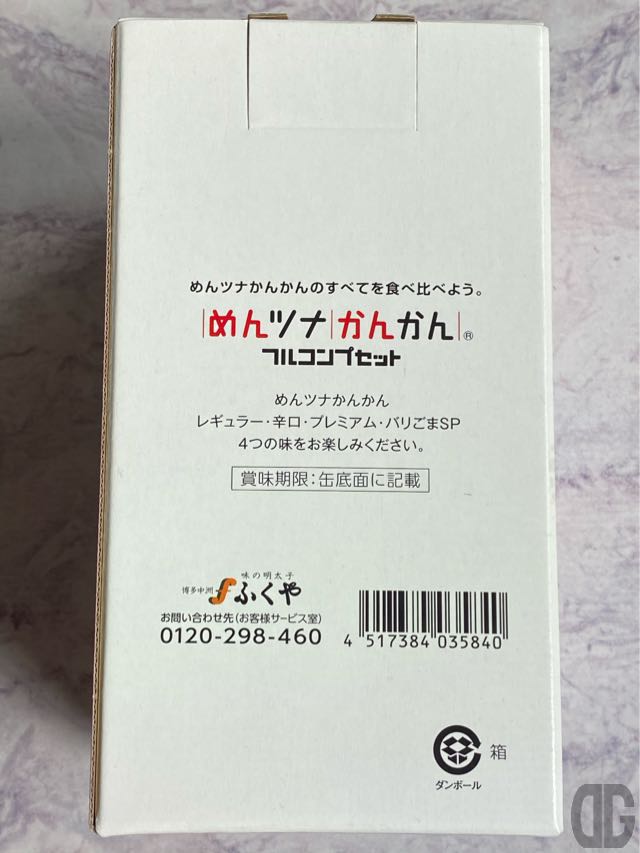 めんツナかんかんのすべてを食べ比べよう。
めんツナかんかん®
フルコンプセット
めんツナかんかん
レギュラー・辛口・プレミアム・バリごまSP
4つの味をお楽しみください。
賞味期限:缶底面に記載
味の明太子
博多中洲 ふくや
お問い合わせ先(お客様サービス室)
0120-298-460
4 517384 035840
箱
ダンボール
DG